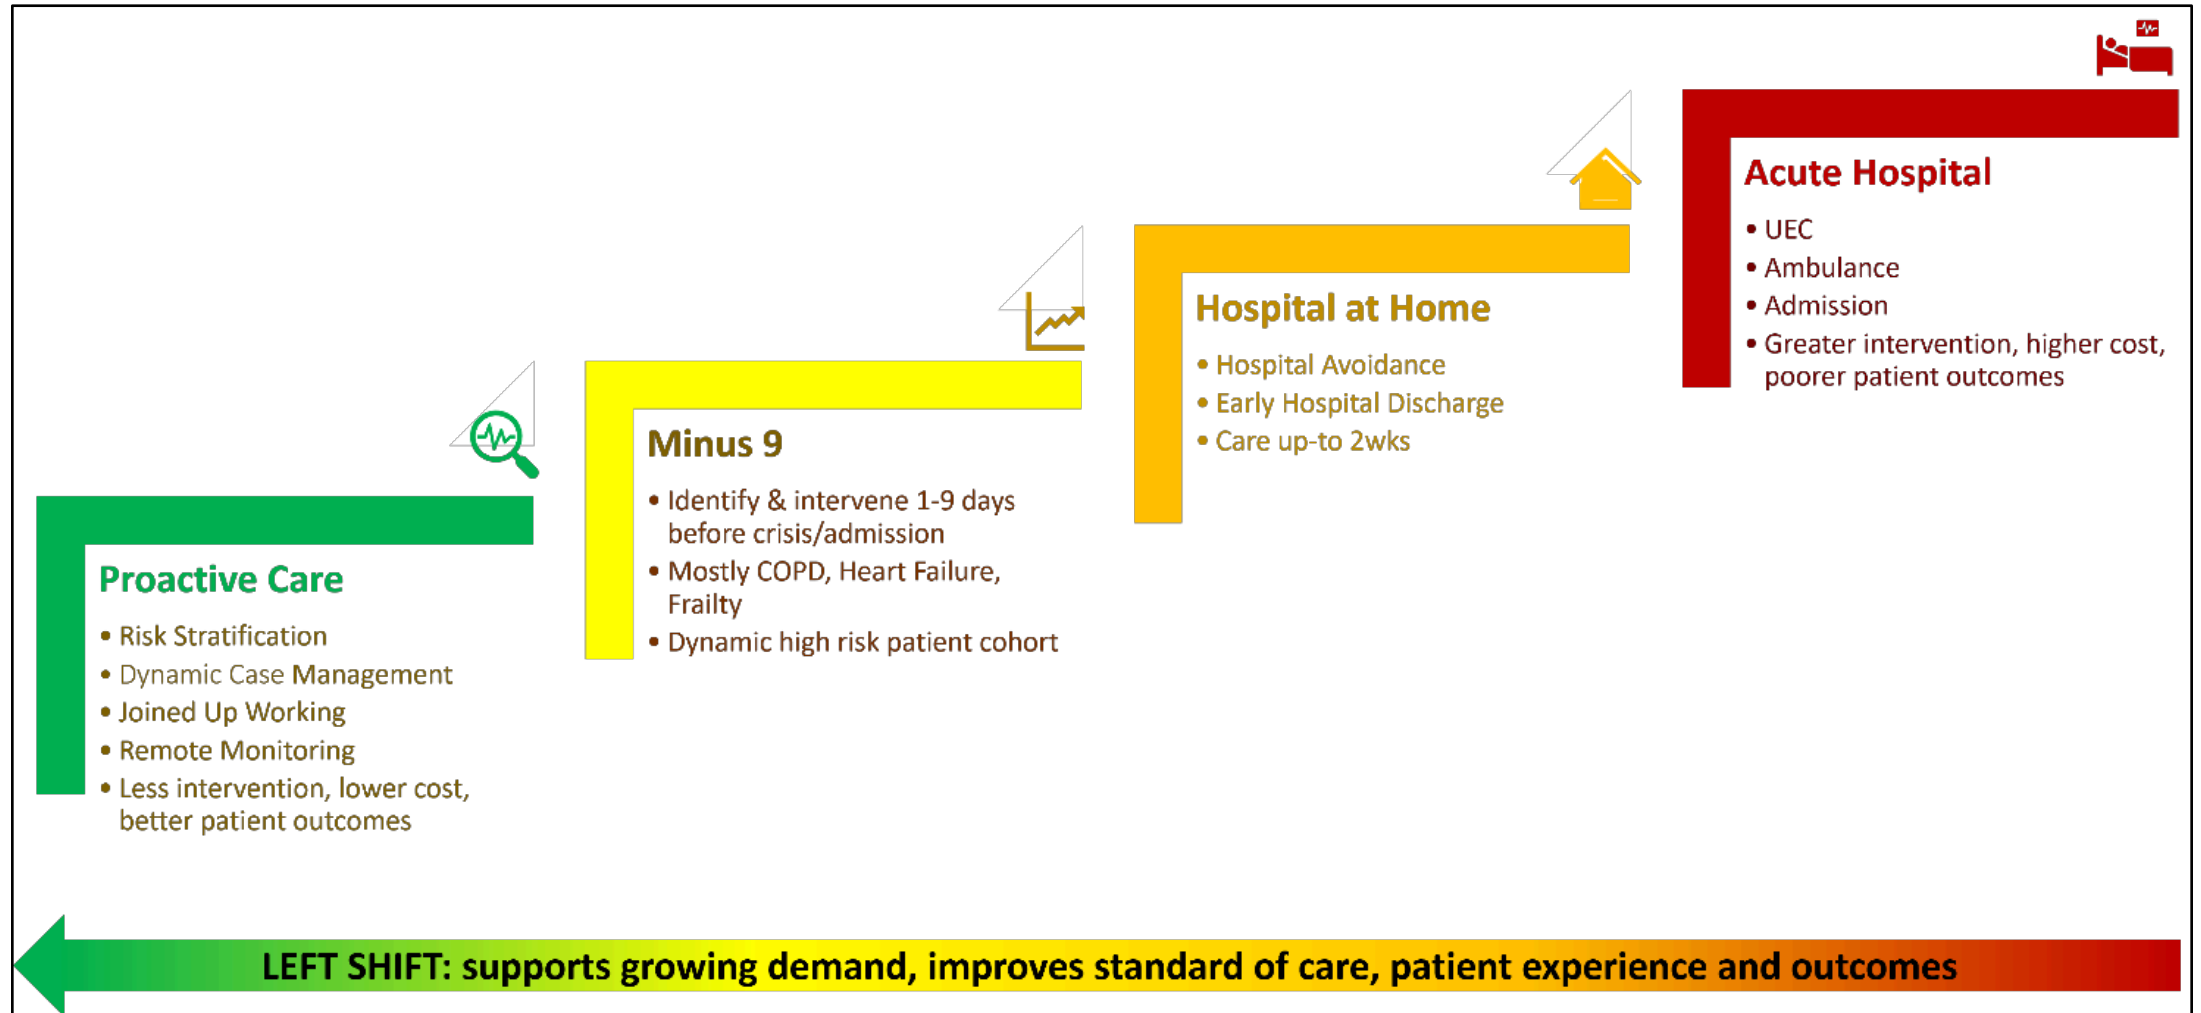 Acute Hospital
• UEC
• Ambulance
• Admission
• Greater intervention, higher cost,
poorer patient outcomes
Hospital at Home
• Hospital Avoidance
• Early Hospital Discharge
• Care up-to 2wks
Minus 9
• Identify & intervene 1-9 days
before crisis/admission
• Mostly COPD, Heart Failure,
Frailty
• Dynamic high risk patient cohort
Proactive Care
• Risk Stratification
• Dynamic Case Management
• Joined Up Working
• Remote Monitoring
• Less intervention, lower cost,
better patient outcomes
LEFT SHIFT: supports growing demand, improves standard of care, patient experience and outcomes